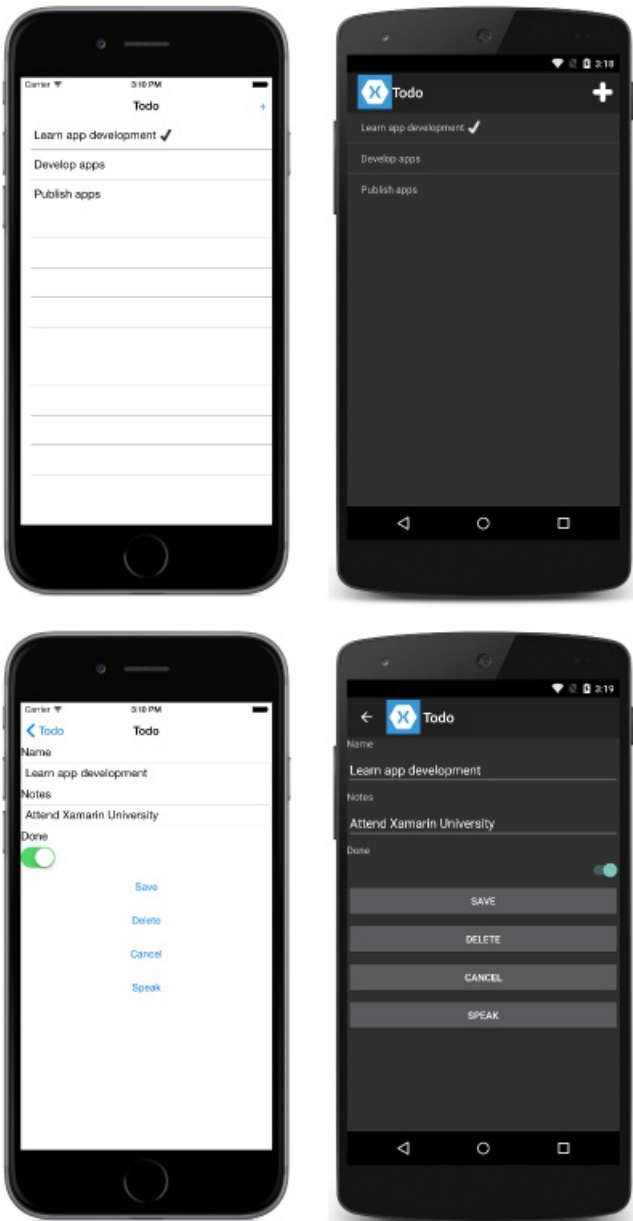 Carrier 3:10 PM
Todo +
Learn app development ✔
Develop apps
Publish apps
3:18
Todo
Learn app development ✔
Develop apps
Publish apps
Carrier 3:10 PM
Todo Todo
Name
Learn app development
Notes
Attend Xamarin University
Done
Save
Delete
Cancel
Speak
3:19
Todo
Name
Learn app development
Notes
Attend Xamarin University
Done
SAVE
DELETE
CANCEL
SPEAK